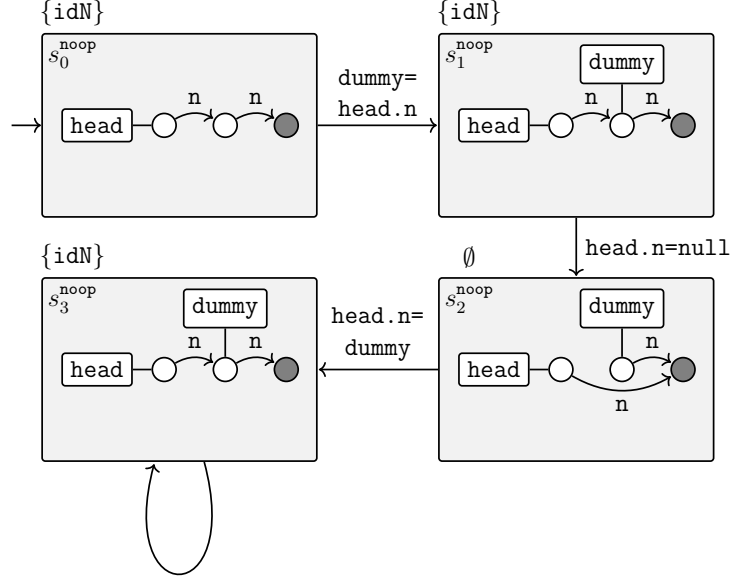 {idN}
s₀ⁿᵒᵒᵖ
head
n
n
dummy=
head.n
{idN}
s₁ⁿᵒᵒᵖ
dummy
head
n
n
head.n=null
{idN}
s₃ⁿᵒᵒᵖ
dummy
head
n
n
head.n=
dummy
∅
s₂ⁿᵒᵒᵖ
dummy
head
n
n